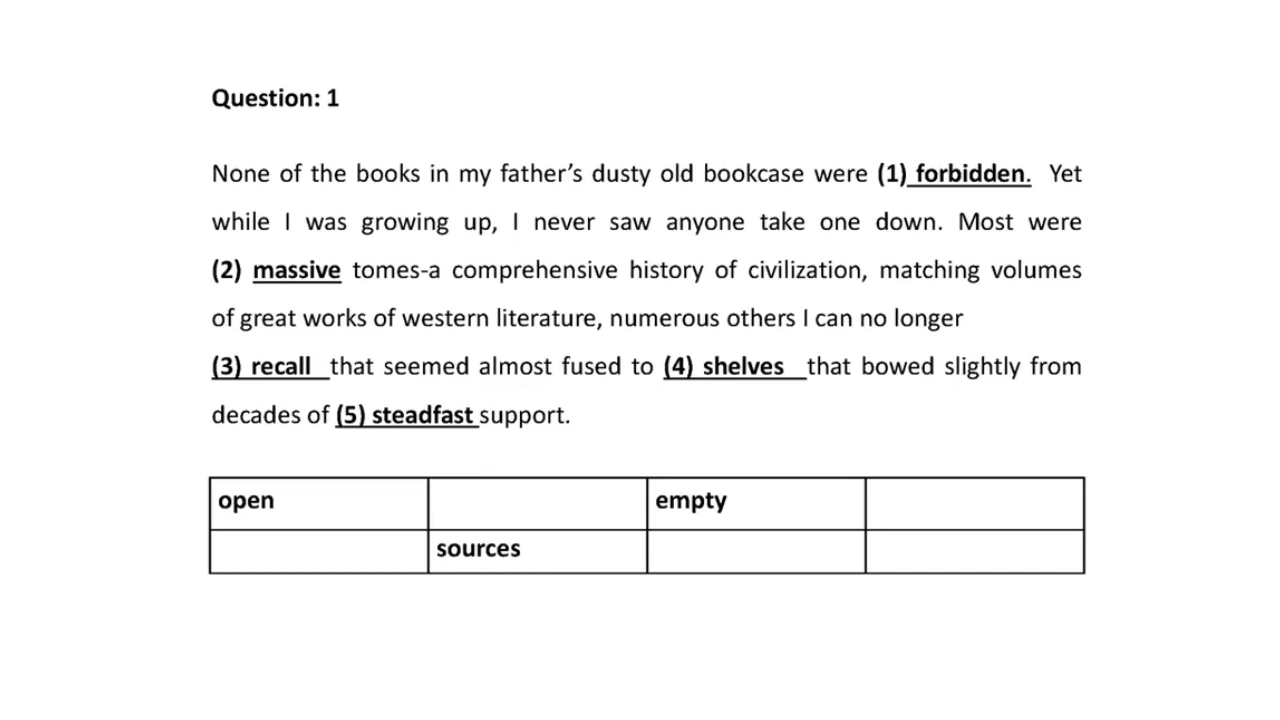 Question: 1
None of the books in my father’s dusty old bookcase were (1) forbidden. Yet
while I was growing up, I never saw anyone take one down. Most were
(2) massive tomes-a comprehensive history of civilization, matching volumes
of great works of western literature, numerous others I can no longer
(3) recall that seemed almost fused to (4) shelves that bowed slightly from
decades of (5) steadfast support.
open empty
sources